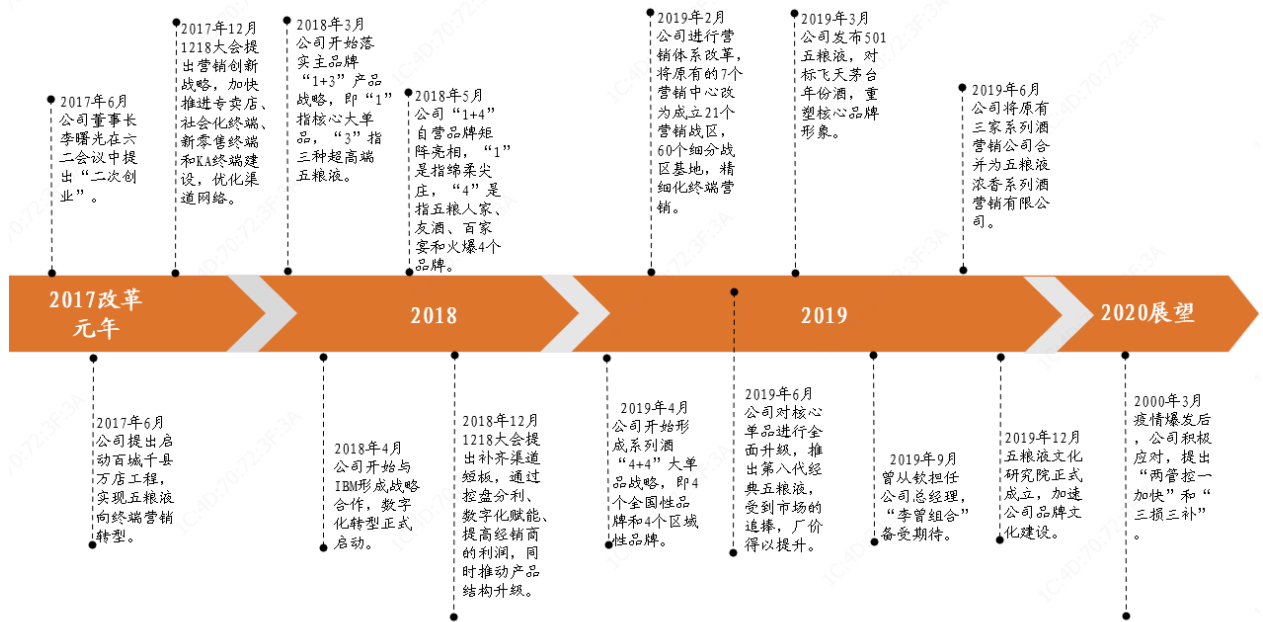 2017年6月
公司董事长
李曙光在六
二会议中提
出“二次创
业”。
2017年12月
1218大会提
出营销创新
战略，加快
推进专卖店、
社会化终端、
新零售终端
和KA终端建
设，优化渠
道网络。
2018年3月
公司开始落
实主品牌
“1+3”产品
战略，即“1”
指核心大单
品，“3”指
三种超高端
五粮液。
2018年5月
公司“1+4”
自营品牌矩
阵亮相，“1”
是指绵柔尖
庄，“4”是
指五粮人家、
友酒、百家
宴和火爆4个
品牌。
2019年2月
公司进行营
销体系改革，
将原有的7个
营销中心改
为成立21个
营销战区，
60个细分战
区基地，精
细化终端营
销。
2019年3月
公司发布501
五粮液，对
标飞天茅台
年份酒，重
塑核心品牌
形象。
2019年6月
公司将原有
三家系列酒
营销公司合
并为五粮液
浓香系列酒
营销有限公
司。
2017改革
元年
2018
2019
2020展望
2017年6月
公司提出启
动百城千县
万店工程，
实现五粮液
向终端营销
转型。
2018年4月
公司开始与
IBM形成战略
合作，数字
化转型正式
启动。
2018年12月
1218大会提
出补齐渠道
短板，通过
控盘分利、
数字化赋能、
提高经销商
的利润，同
时推动产品
结构升级。
2019年4月
公司开始形
成系列酒
“4+4”大单
品战略，即4
个全国性品
牌和4个区域
性品牌。
2019年6月
公司对核心
单品进行全
面升级，推
出第八代经
典五粮液，
受到市场的
追捧，厂价
得以提升。
2019年9月
曾从钦担任
公司总经理，
“李曾组合”
备受期待。
2019年12月
五粮液文化
研究院正式
成立，加速
公司品牌文
化建设。
2000年3月
疫情爆发后
，公司积极
应对，提出
“两管控一
加快”和“
三损三补”
。
1C:4D:70:72:3F:3A